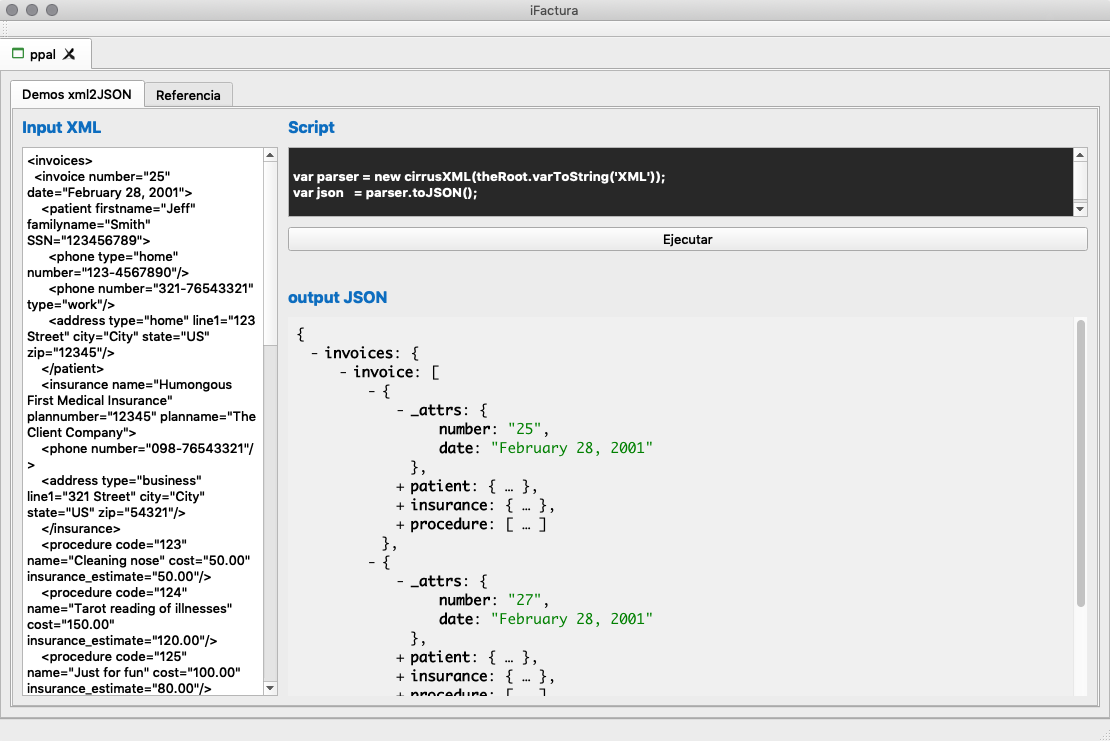 iFactura
ppal
Demos xml2JSON
Referencia
Input XML
<invoices>
  <invoice number="25"
date="February 28, 2001">
    <patient firstname="Jeff"
familyname="Smith"
SSN="123456789">
      <phone type="home"
number="123-4567890"/>
      <phone number="321-76543321"
type="work"/>
      <address type="home" line1="123
Street" city="City" state="US"
zip="12345"/>
    </patient>
    <insurance name="Humongous
First Medical Insurance"
plannumber="12345" planname="The
Client Company">
    <phone number="098-76543321"/
>
    <address type="business"
line1="321 Street" city="City"
state="US" zip="54321"/>
    </insurance>
    <procedure code="123"
name="Cleaning nose" cost="50.00"
insurance_estimate="50.00"/>
    <procedure code="124"
name="Tarot reading of illnesses"
cost="150.00"
insurance_estimate="120.00"/>
    <procedure code="125"
name="Just for fun" cost="100.00"
insurance_estimate="80.00"/>
Script
var parser = new cirrusXML(theRoot.varToString('XML'));
var json   = parser.toJSON();
Ejecutar
output JSON
{
  - invoices: {
    - invoice: [
      - {
        - _attrs: {
            number: "25",
            date: "February 28, 2001"
          },
        + patient: { … },
        + insurance: { … },
        + procedure: [ … ]
      },
      - {
        - _attrs: {
            number: "27",
            date: "February 28, 2001"
          },
        + patient: { … },
        + insurance: { … },
        + procedure: [ … ]